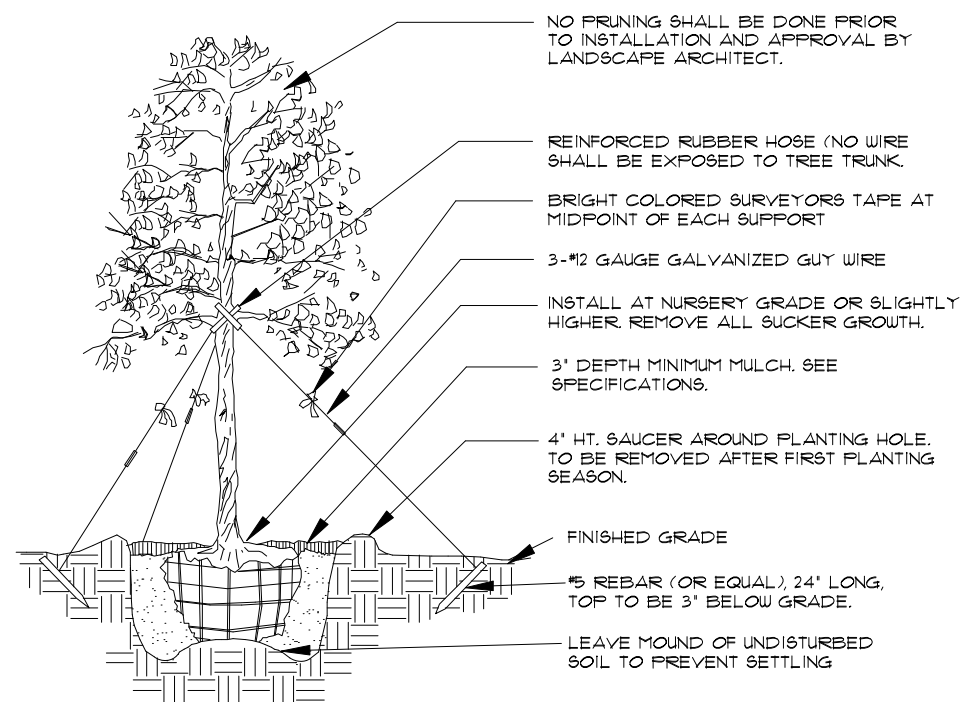 NO PRUNING SHALL BE DONE PRIOR
TO INSTALLATION AND APPROVAL BY
LANDSCAPE ARCHITECT.
REINFORCED RUBBER HOSE (NO WIRE
SHALL BE EXPOSED TO TREE TRUNK.
BRIGHT COLORED SURVEYORS TAPE AT
MIDPOINT OF EACH SUPPORT
3-#12 GAUGE GALVANIZED GUY WIRE
INSTALL AT NURSERY GRADE OR SLIGHTLY
HIGHER. REMOVE ALL SUCKER GROWTH.
3" DEPTH MINIMUM MULCH. SEE
SPECIFICATIONS.
4" HT. SAUCER AROUND PLANTING HOLE.
TO BE REMOVED AFTER FIRST PLANTING
SEASON.
FINISHED GRADE
#5 REBAR (OR EQUAL), 24" LONG,
TOP TO BE 3" BELOW GRADE.
LEAVE MOUND OF UNDISTURBED
SOIL TO PREVENT SETTLING